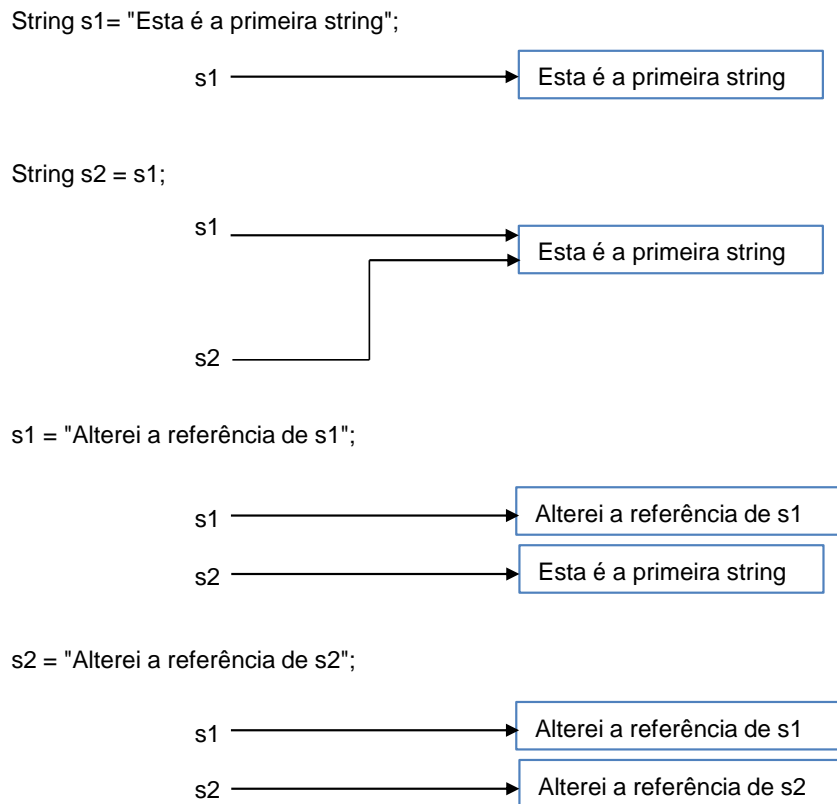 String s1= "Esta é a primeira string";
s1 Esta é a primeira string
String s2 = s1;
s1
Esta é a primeira string
s2
s1 = "Alterei a referência de s1";
s1 Alterei a referência de s1
s2 Esta é a primeira string
s2 = "Alterei a referência de s2";
s1 Alterei a referência de s1
s2 Alterei a referência de s2